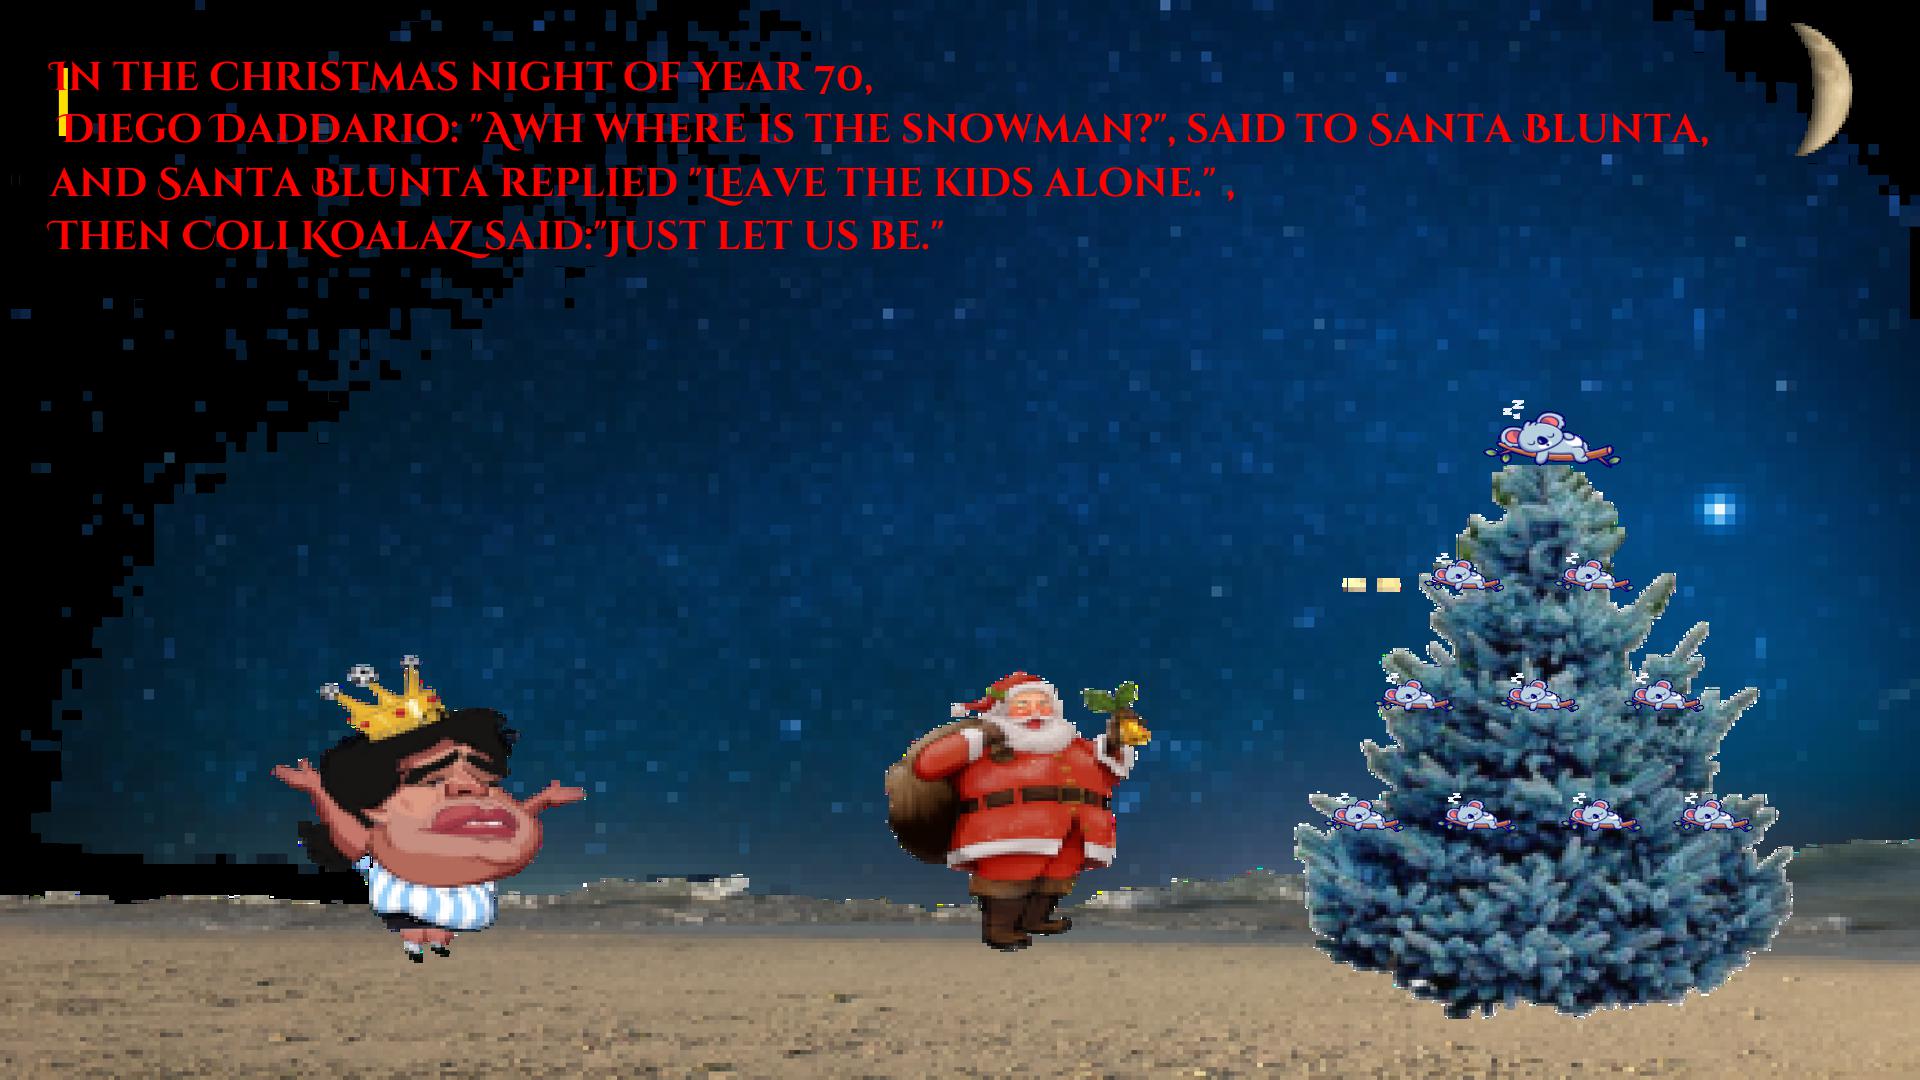 In the Christmas night of year 70,
Diego Daddario: "Awh where is the snowman?", said to Santa Blunta,
and Santa Blunta replied "Leave the kids alone." ,
Then Coli Koalaz said:"Just let us be."